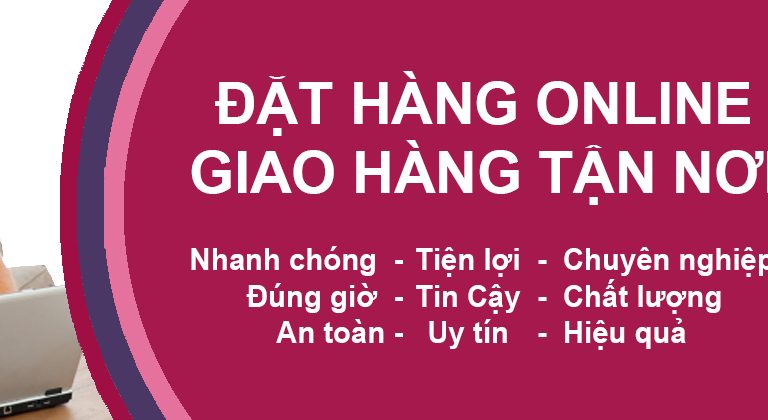 ĐẶT HÀNG ONLINE
GIAO HÀNG TẬN NƠI
Nhanh chóng - Tiện lợi - Chuyên nghiệp
Đúng giờ - Tin Cậy - Chất lượng
An toàn - Uy tín - Hiệu quả